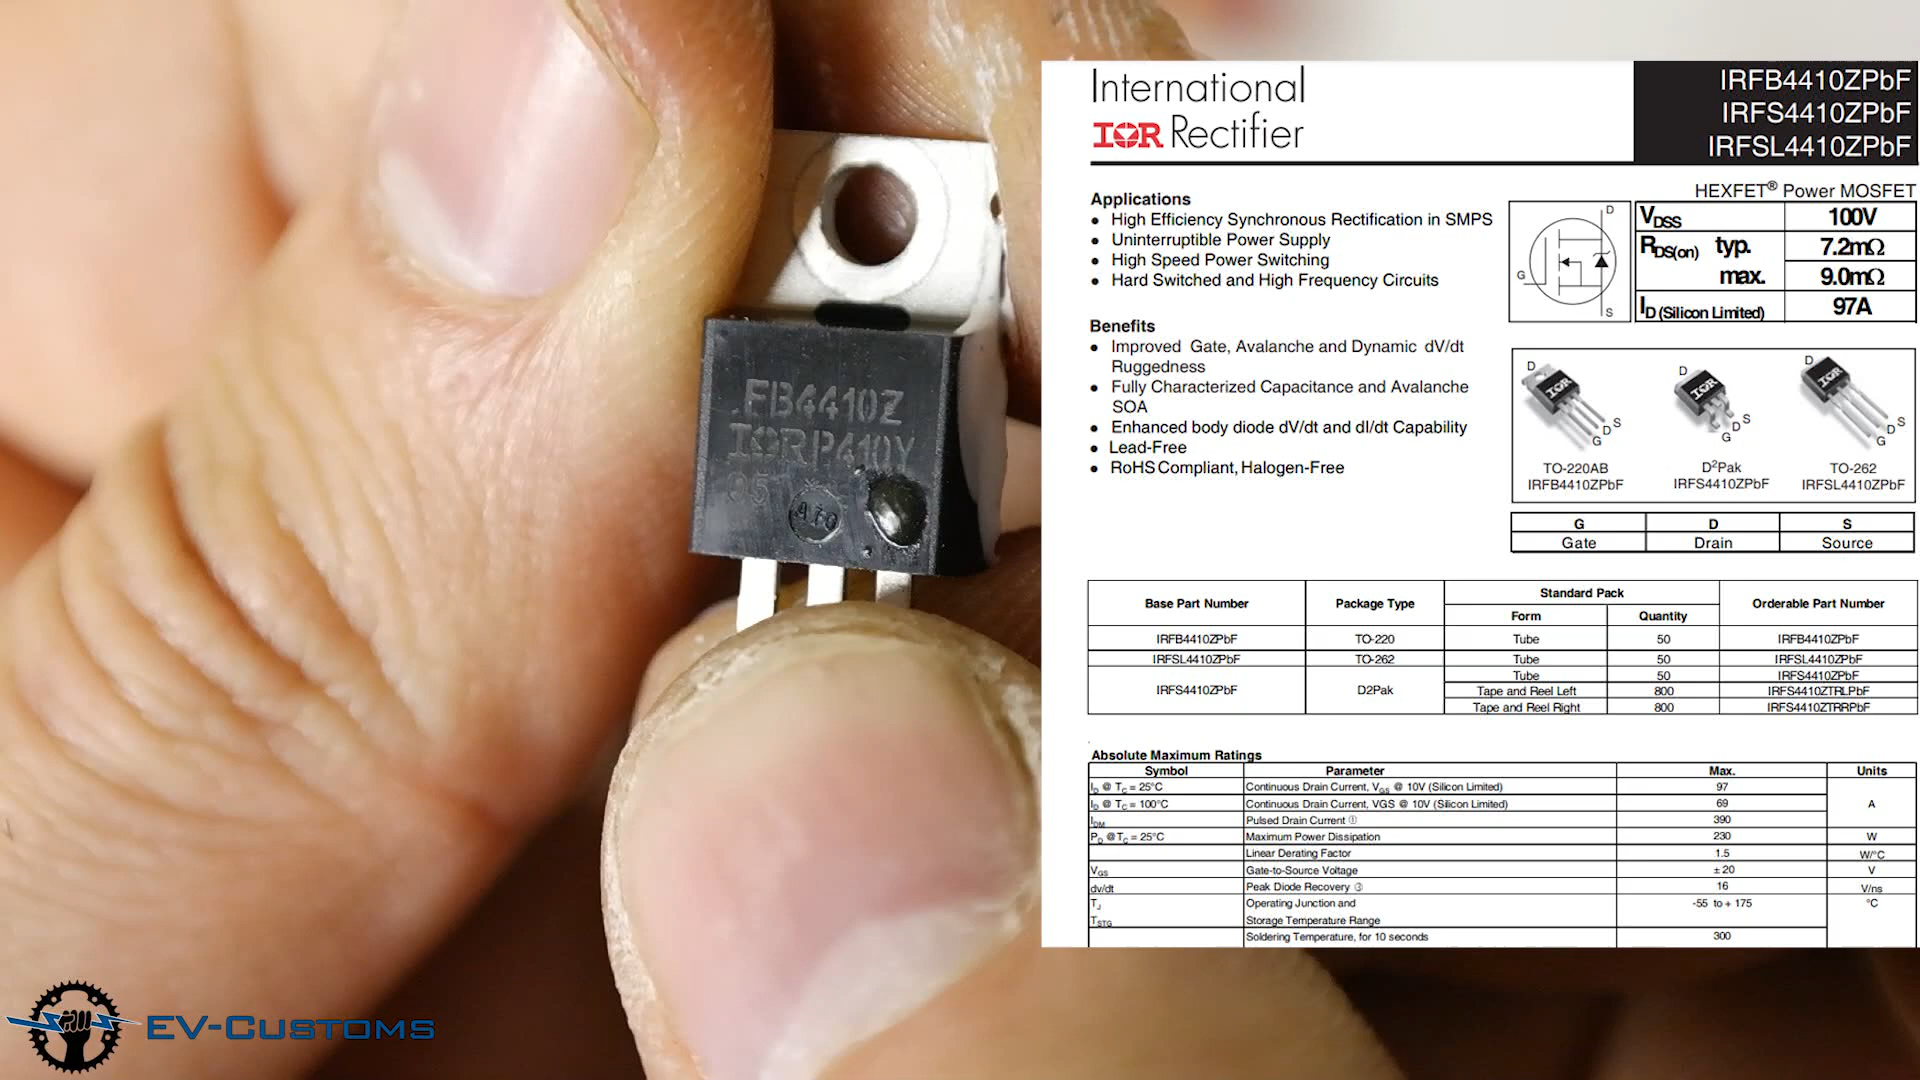 FB4410Z
IORP410Y
95
A70
International
IOR Rectifier
IRFB4410ZPbF
IRFS4410ZPbF
IRFSL4410ZPbF
HEXFET® Power MOSFET
Applications
● High Efficiency Synchronous Rectification in SMPS
● Uninterruptible Power Supply
● High Speed Power Switching
● Hard Switched and High Frequency Circuits
Benefits
● Improved Gate, Avalanche and Dynamic dV/dt
Ruggedness
● Fully Characterized Capacitance and Avalanche
SOA
● Enhanced body diode dV/dt and dI/dt Capability
● Lead-Free
● RoHS Compliant, Halogen-Free
D
G
S
VDSS 100V
RDS(on) typ. 7.2mΩ
max. 9.0mΩ
ID (Silicon Limited) 97A
D D D
G D S G D S G D S
TO-220AB D²Pak TO-262
IRFB4410ZPbF IRFS4410ZPbF IRFSL4410ZPbF
G D S
Gate Drain Source
Base Part Number Package Type Standard Pack Orderable Part Number
Form Quantity
IRFB4410ZPbF TO-220 Tube 50 IRFB4410ZPbF
IRFSL4410ZPbF TO-262 Tube 50 IRFSL4410ZPbF
IRFS4410ZPbF D2Pak Tube 50 IRFS4410ZPbF
Tape and Reel Left 800 IRFS4410ZTRLPbF
Tape and Reel Right 800 IRFS4410ZTRRPbF
Absolute Maximum Ratings
Symbol Parameter Max. Units
ID @ TC = 25°C Continuous Drain Current, VGS @ 10V (Silicon Limited) 97 A
ID @ TC = 100°C Continuous Drain Current, VGS @ 10V (Silicon Limited) 69
IDM Pulsed Drain Current ① 390
PD @TC = 25°C Maximum Power Dissipation 230 W
Linear Derating Factor 1.5 W/°C
VGS Gate-to-Source Voltage ± 20 V
dv/dt Peak Diode Recovery ③ 16 V/ns
TJ Operating Junction and -55 to + 175 °C
TSTG Storage Temperature Range
Soldering Temperature, for 10 seconds 300
EV-Customs